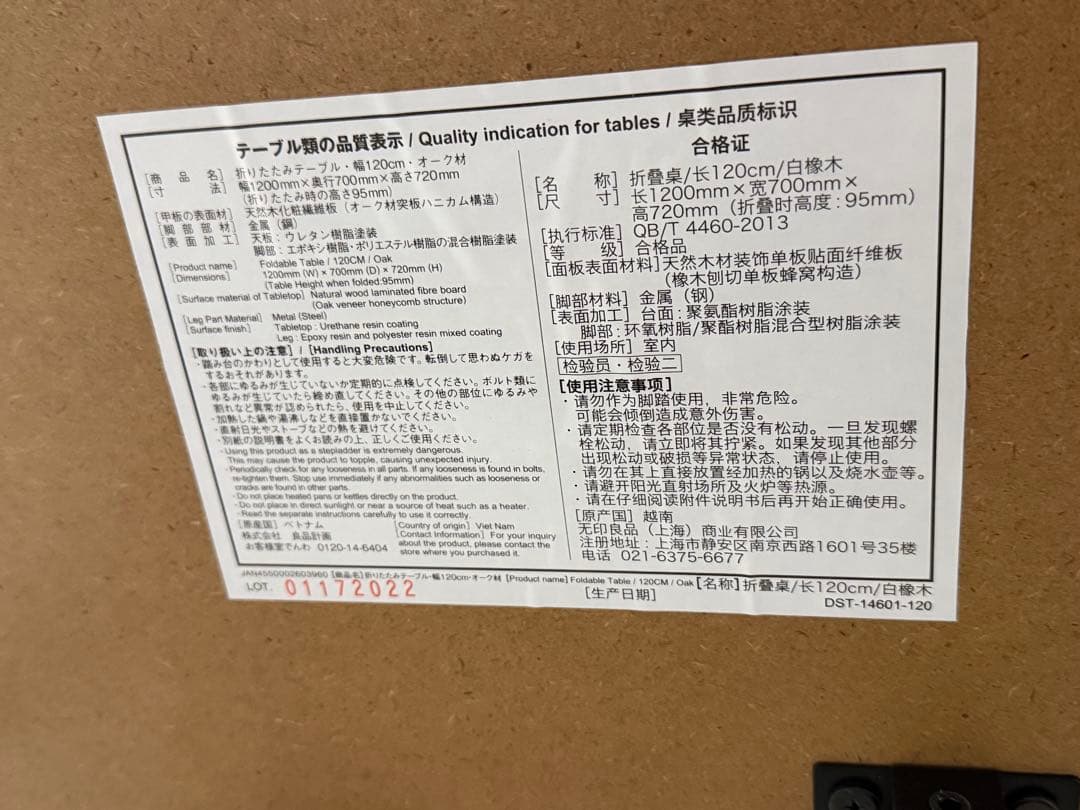 テーブル類の品質表示 / Quality indication for tables / 桌类品质标识
[商品名] 折りたたみテーブル・幅120cm・オーク材
[寸法] 幅1200mm×奥行700mm×高さ720mm
(折りたたみ時の高さ95mm)
[甲板の表面材] 天然木化粧繊維板(オーク材突板ハニカム構造)
[脚部部材] 金属(鋼)
[表面加工] 天板:ウレタン樹脂塗装
脚部:エポキシ樹脂・ポリエステル樹脂の混合樹脂塗装
[Product name] Foldable Table / 120CM / Oak
[Dimensions] 1200mm (W) × 700mm (D) × 720mm (H)
(Table Height when folded:95mm)
[Surface material of Tabletop] Natural wood laminated fibre board
(Oak veneer honeycomb structure)
[Leg Part Material] Metal (Steel)
[Surface finish] Tabletop : Urethane resin coating
Leg : Epoxy resin and polyester resin mixed coating
[取り扱い上の注意] / [Handling Precautions]
・踏み台のかわりとして使用すると大変危険です。転倒して思わぬケガを
するおそれがあります。
・各部にゆるみが生じていないか定期的に点検してください。ボルト類に
ゆるみが生じていたら締め直してください。その他の部位にゆるみや
割れなど異常が認められたら、使用を中止してください。
・加熱した鍋や湯沸しなどを直接置かないでください。
・直射日光やストーブなどの熱を避けてください。
・別紙の説明書をよくお読みの上、正しくご使用ください。
・Using this product as a stepladder is extremely dangerous.
This may cause the product to topple, causing unexpected injury.
・Periodically check for any looseness in all parts. If any looseness is found in bolts,
re-tighten them. Stop use immediately if any abnormalities such as looseness or
cracks are found in other parts.
・Do not place heated pans or kettles directly on the product.
・Do not place in direct sunlight or near a source of heat such as a heater.
・Read the separate instructions carefully to use it correctly.
[原産国] ベトナム
株式会社 良品計画
お客様室でんわ 0120-14-6404
[Country of origin] Viet Nam
[Contact Information] For your inquiry
about the product, please contact the
store where you purchased it.
合格证
[名称] 折叠桌/长120cm/白橡木
[尺寸] 长1200mm×宽700mm×
高720mm(折叠时高度:95mm)
[执行标准] QB/T 4460-2013
[等级] 合格品
[面板表面材料] 天然木材装饰单板贴面纤维板
(橡木刨切单板蜂窝构造)
[脚部材料] 金属(钢)
[表面加工] 台面:聚氨酯树脂涂装
脚部:环氧树脂/聚酯树脂混合型树脂涂装
[使用场所] 室内
检验员・检验二
[使用注意事项]
・请勿作为脚踏使用,非常危险。
可能会倾倒造成意外伤害。
・请定期检查各部位是否没有松动。一旦发现螺
栓松动,请立即将其拧紧。如果发现其他部分
出现松动或破损等异常状态,请停止使用。
・请勿在其上直接放置经加热的锅以及烧水壶等。
・请避开阳光直射场所及火炉等热源。
・请在仔细阅读附件说明书后再开始正确使用。
[原产国] 越南
无印良品(上海)商业有限公司
注册地址:上海市静安区南京西路1601号35楼
电话 021-6375-6677
JAN4550002603960 [商品名]折りたたみテーブル・幅120cm・オーク材 [Product name] Foldable Table / 120CM / Oak [名称] 折叠桌/长120cm/白橡木
LOT. 01172022 [生产日期] DST-14601-120